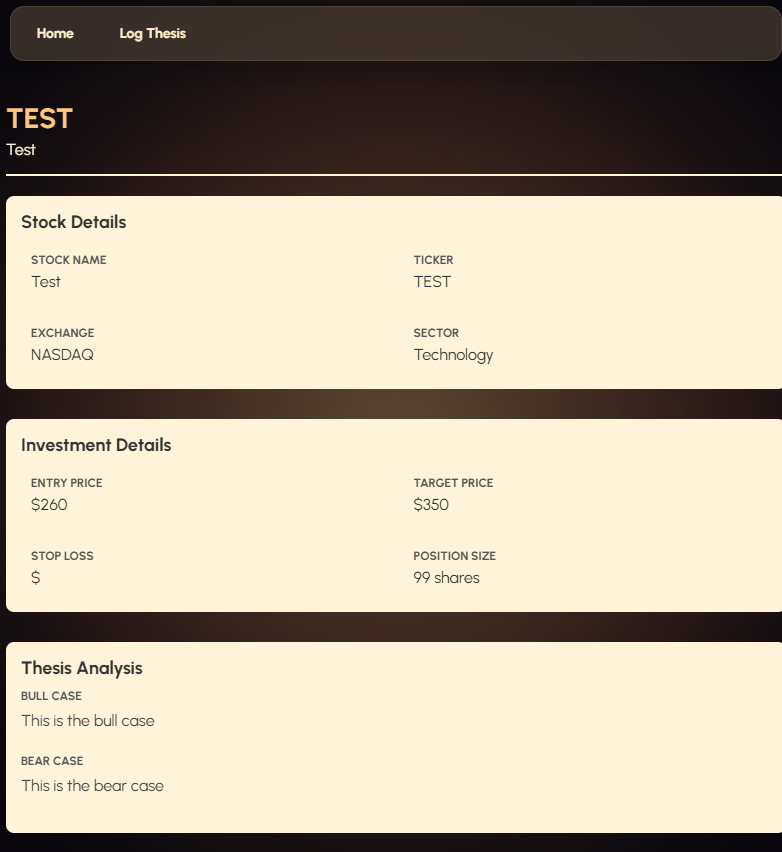 Home Log Thesis
TEST
Test
Stock Details
STOCK NAME TICKER
Test TEST
EXCHANGE SECTOR
NASDAQ Technology
Investment Details
ENTRY PRICE TARGET PRICE
$260 $350
STOP LOSS POSITION SIZE
$ 99 shares
Thesis Analysis
BULL CASE
This is the bull case
BEAR CASE
This is the bear case